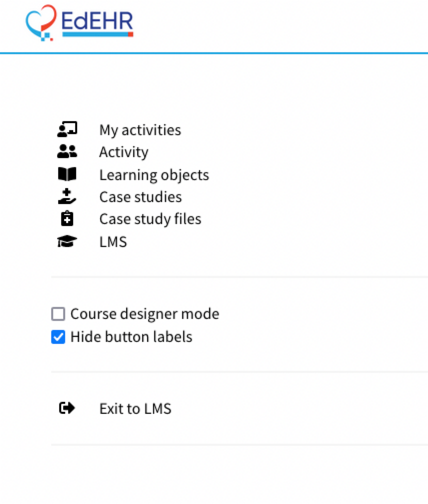 EdEHR
My activities
Activity
Learning objects
Case studies
Case study files
LMS
Course designer mode
Hide button labels
Exit to LMS